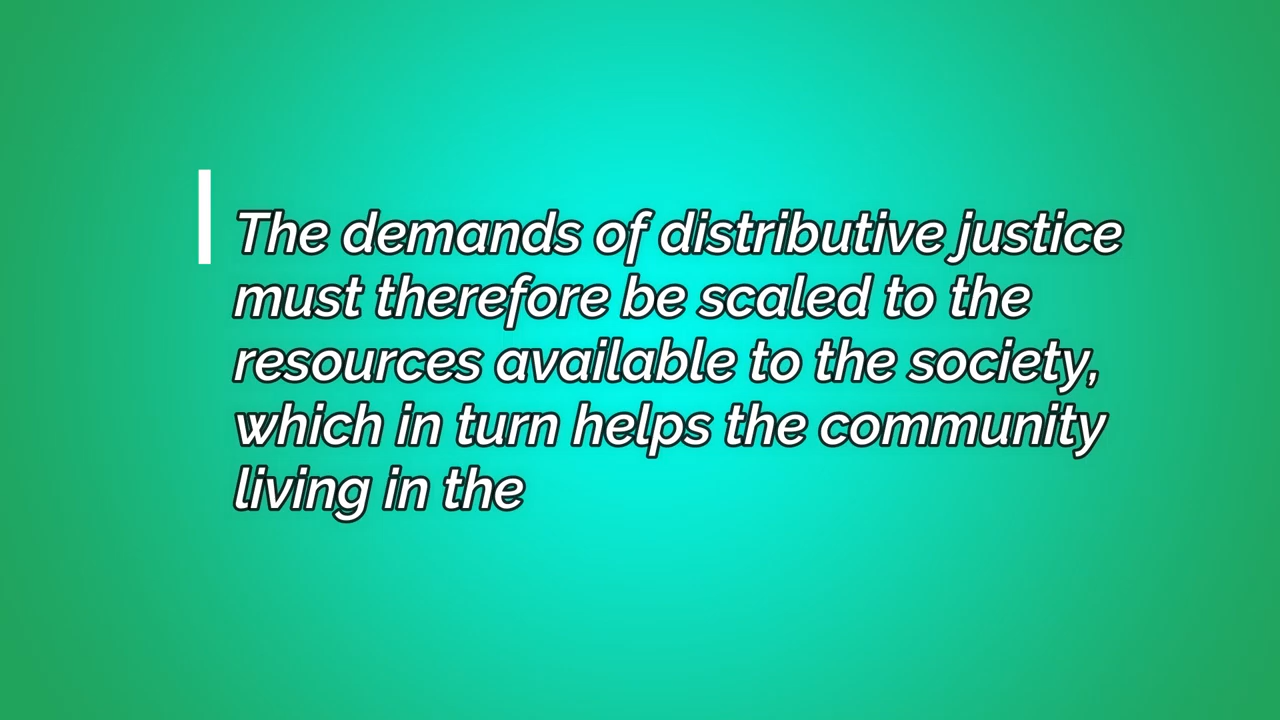 The demands of distributive justice
must therefore be scaled to the
resources available to the society,
which in turn helps the community
living in the